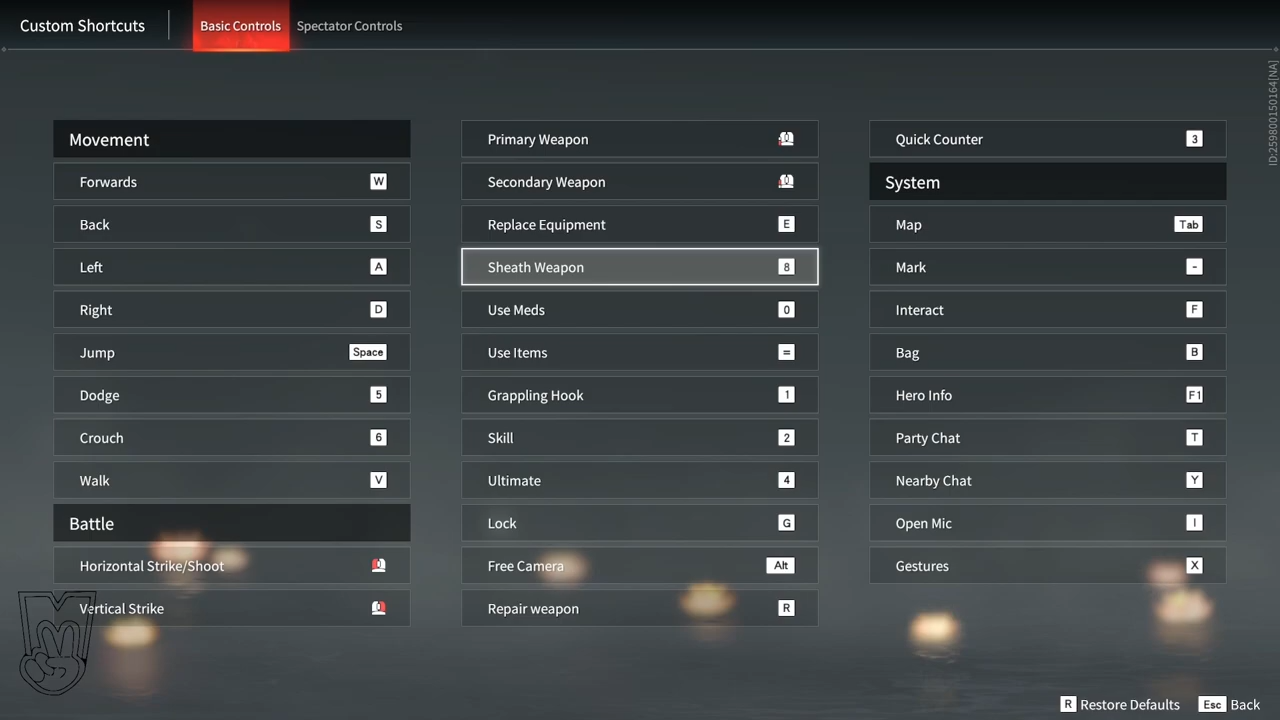 Custom Shortcuts
Basic Controls
Spectator Controls
ID:259800150164[NA]
Movement
Forwards W
Back S
Left A
Right D
Jump Space
Dodge 5
Crouch 6
Walk V
Battle
Horizontal Strike/Shoot
Vertical Strike
Primary Weapon
Secondary Weapon
Replace Equipment E
Sheath Weapon 8
Use Meds 0
Use Items =
Grappling Hook 1
Skill 2
Ultimate 4
Lock G
Free Camera Alt
Repair weapon R
Quick Counter 3
System
Map Tab
Mark -
Interact F
Bag B
Hero Info F1
Party Chat T
Nearby Chat Y
Open Mic I
Gestures X
R Restore Defaults Esc Back